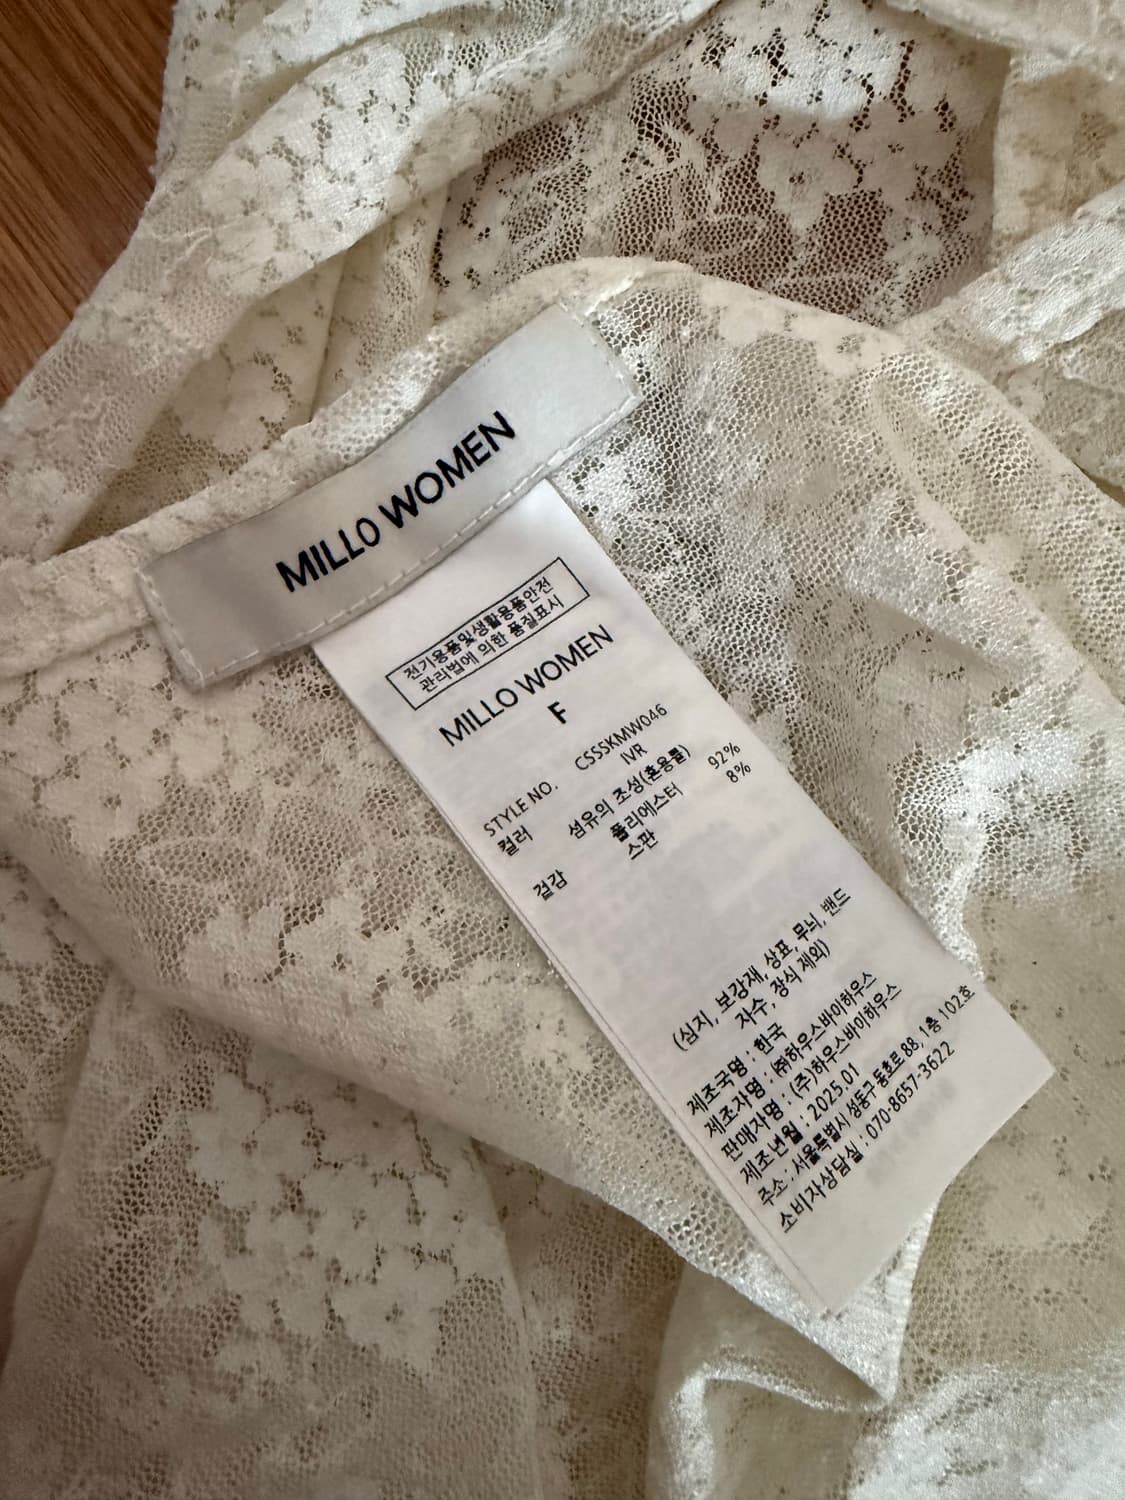 MILLO WOMEN
전기용품및생활용품안전
관리법에 의한 품질표시
MILLO WOMEN
F
STYLE NO. CSSSKMW046
컬러 IVR
섬유의 조성(혼용률)
겉감 폴리에스터 92%
스판 8%
(심지, 보강재, 상표, 무늬, 밴드
자수, 장식 제외)
제조국명 : 한국
제조자명 : ㈜하우스바이하우스
판매자명 : (주)하우스바이하우스
제조년월 : 2025.01
주소 : 서울특별시 성동구 동호로 88, 1층 102호
소비자상담실 : 070-8657-3622